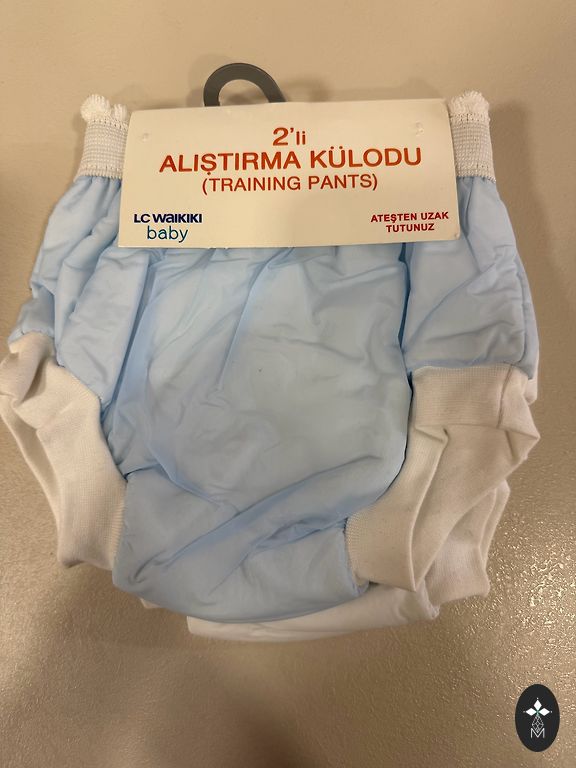 2'li
ALIŞTIRMA KÜLODU
(TRAINING PANTS)
LC WAIKIKI
baby
ATEŞTEN UZAK
TUTUNUZ
M